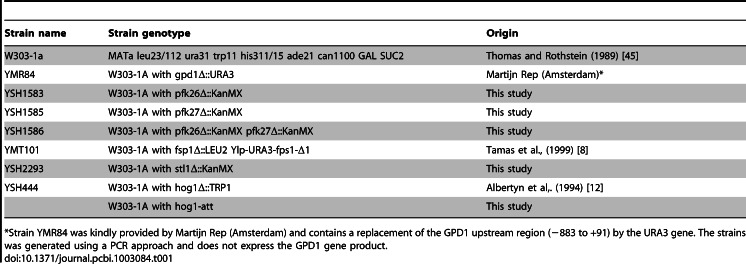 Strain name Strain genotype Origin
W303-1a MATa leu23/112 ura31 trp11 his311/15 ade21 can1100 GAL SUC2 Thomas and Rothstein (1989) [45]
YMR84 W303-1A with gpd1Δ::URA3 Martijn Rep (Amsterdam)*
YSH1583 W303-1A with pfk26Δ::KanMX This study
YSH1585 W303-1A with pfk27Δ::KanMX This study
YSH1586 W303-1A with pfk26Δ::KanMX pfk27Δ::KanMX This study
YMT101 W303-1A with fsp1Δ::LEU2 Ylp-URA3-fps1-Δ1 Tamas et al., (1999) [8]
YSH2293 W303-1A with stl1Δ::KanMX This study
YSH444 W303-1A with hog1Δ::TRP1 Albertyn et al,. (1994) [12]
W303-1A with hog1-att This study
*Strain YMR84 was kindly provided by Martijn Rep (Amsterdam) and contains a replacement of the GPD1 upstream region (−883 to +91) by the URA3 gene. The strains
was generated using a PCR approach and does not express the GPD1 gene product.
doi:10.1371/journal.pcbi.1003084.t001